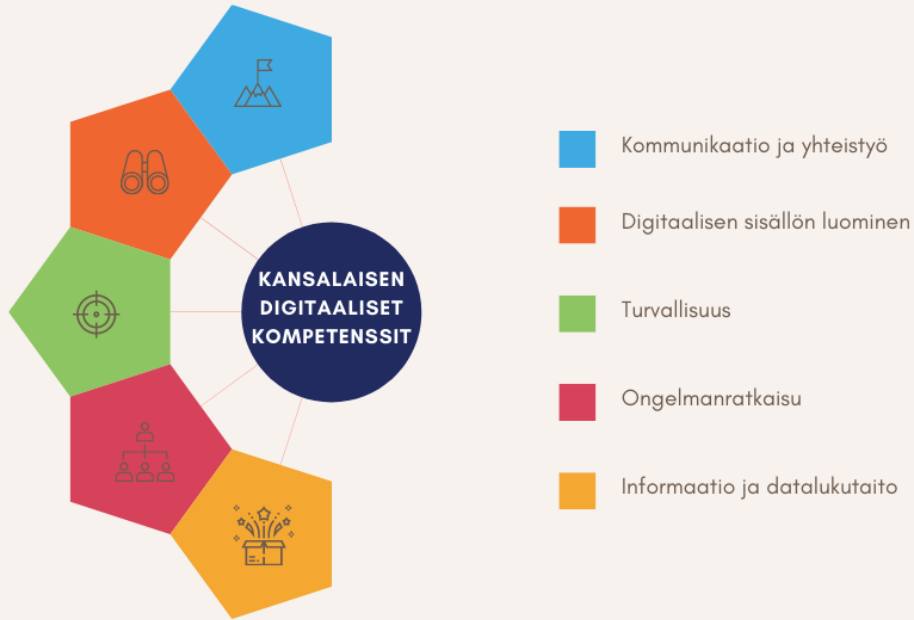 KANSALAISEN
DIGITAALISET
KOMPETENSSIT
Kommunikaatio ja yhteistyö
Digitaalisen sisällön luominen
Turvallisuus
Ongelmanratkaisu
Informaatio ja datalukutaito